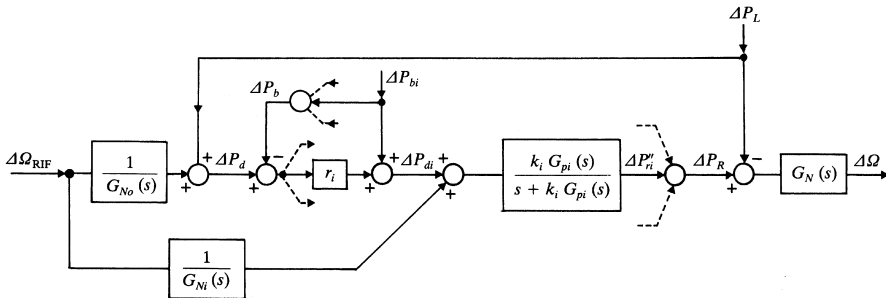 ΔP_L
ΔP_b
ΔP_bi
ΔΩ_RIF
1
G_No (s)
+
+
ΔP_d
−
+
r_i
+
+
ΔP_di
+
+
k_i G_pi (s)
s + k_i G_pi (s)
ΔP''_ri
ΔP_R
−
+
G_N (s)
ΔΩ
1
G_Ni (s)